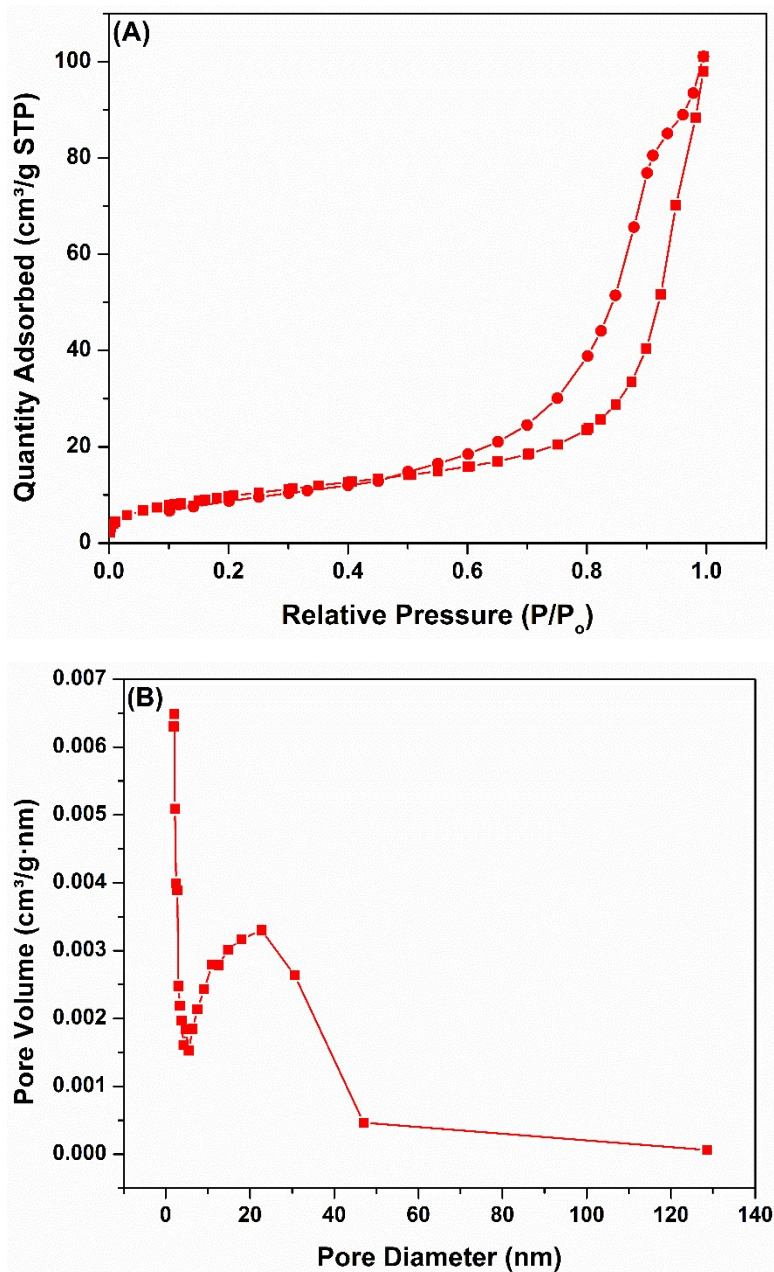 (A)
Quantity Adsorbed (cm³/g STP)
100
80
60
40
20
0
0.0 0.2 0.4 0.6 0.8 1.0
Relative Pressure (P/Pₒ)
(B)
Pore Volume (cm³/g·nm)
0.007
0.006
0.005
0.004
0.003
0.002
0.001
0.000
0 20 40 60 80 100 120 140
Pore Diameter (nm)